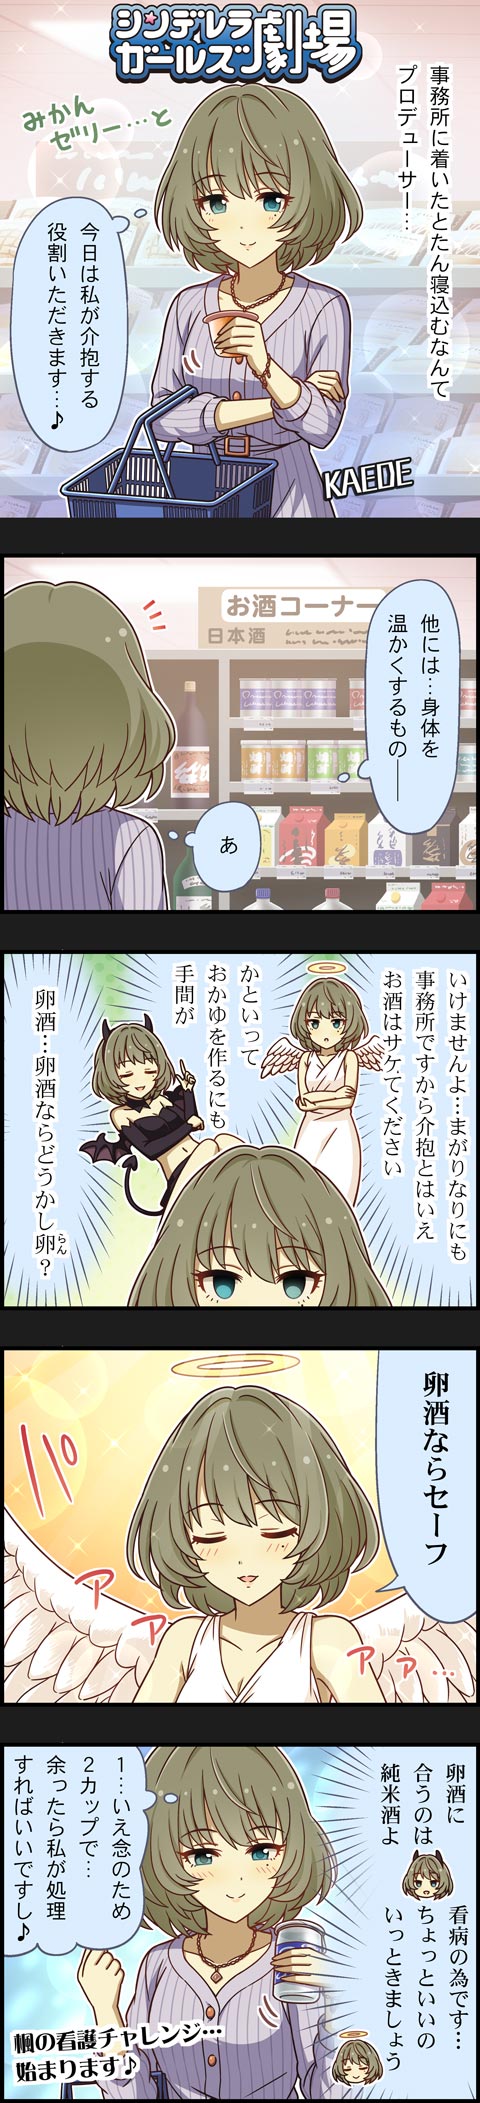 シンデレラ
ガールズ劇場
事務所に着いたとたん寝込むなんて
プロデューサー…
みかん
ゼリー…と
今日は私が介抱する
役割いただきます…♪
KAEDE
お酒コーナー
日本酒
他には…身体を
温かくするもの――
あ
いけませんよ…まがりなりにも
事務所ですから介抱とはいえ
お酒はサケてください
かといって
おかゆを作るにも
手間が
卵酒…卵酒ならどうかし卵？
らん
卵酒ならセーフ
パアアアァ…
卵酒に
合うのは
純米酒よ
看病の為です…
ちょっといいの
いっときましょう
1…いえ念のため
2カップで…
余ったら私が処理
すればいいですし♪
楓の看護チャレンジ…
始まります♪